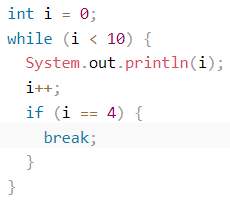 int i = 0;
while (i < 10) {
  System.out.println(i);
  i++;
  if (i == 4) {
    break;
  }
}